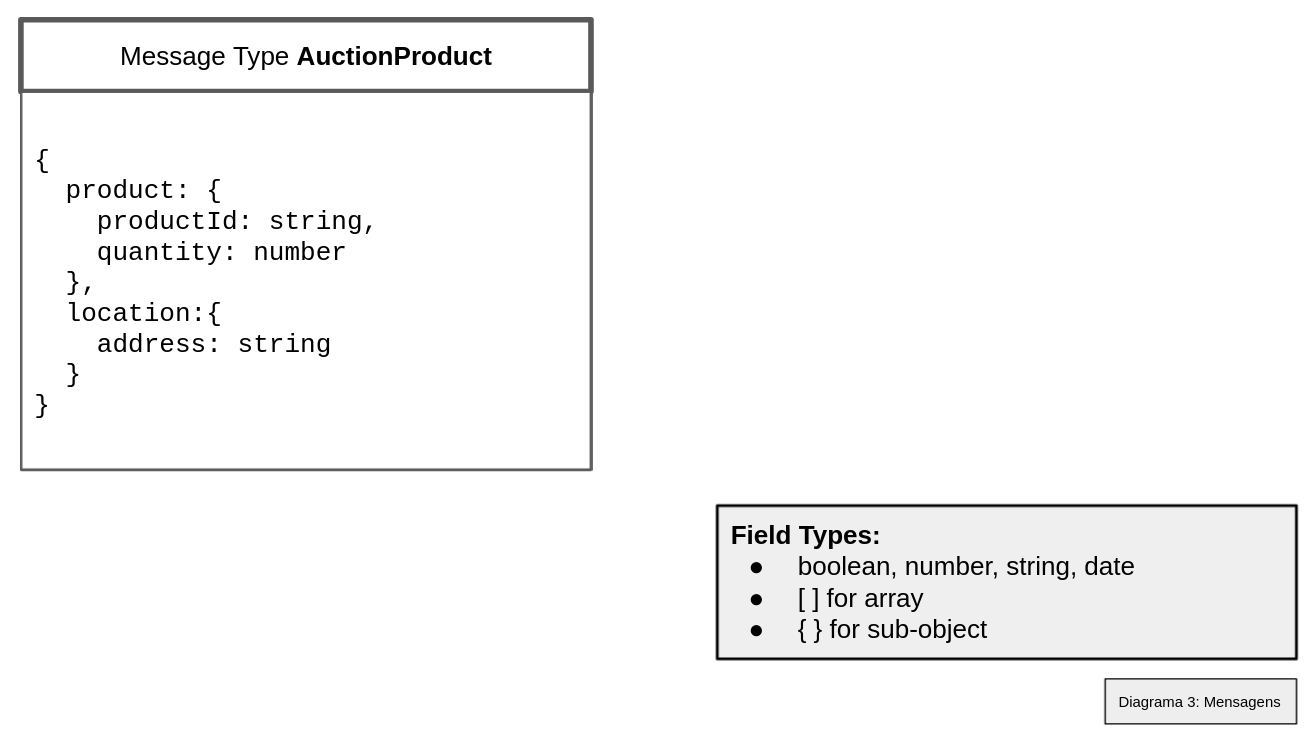 Message Type AuctionProduct
{
  product: {
    productId: string,
    quantity: number
  },
  location:{
    address: string
  }
}
Field Types:
● boolean, number, string, date
● [ ] for array
● { } for sub-object
Diagrama 3: Mensagens